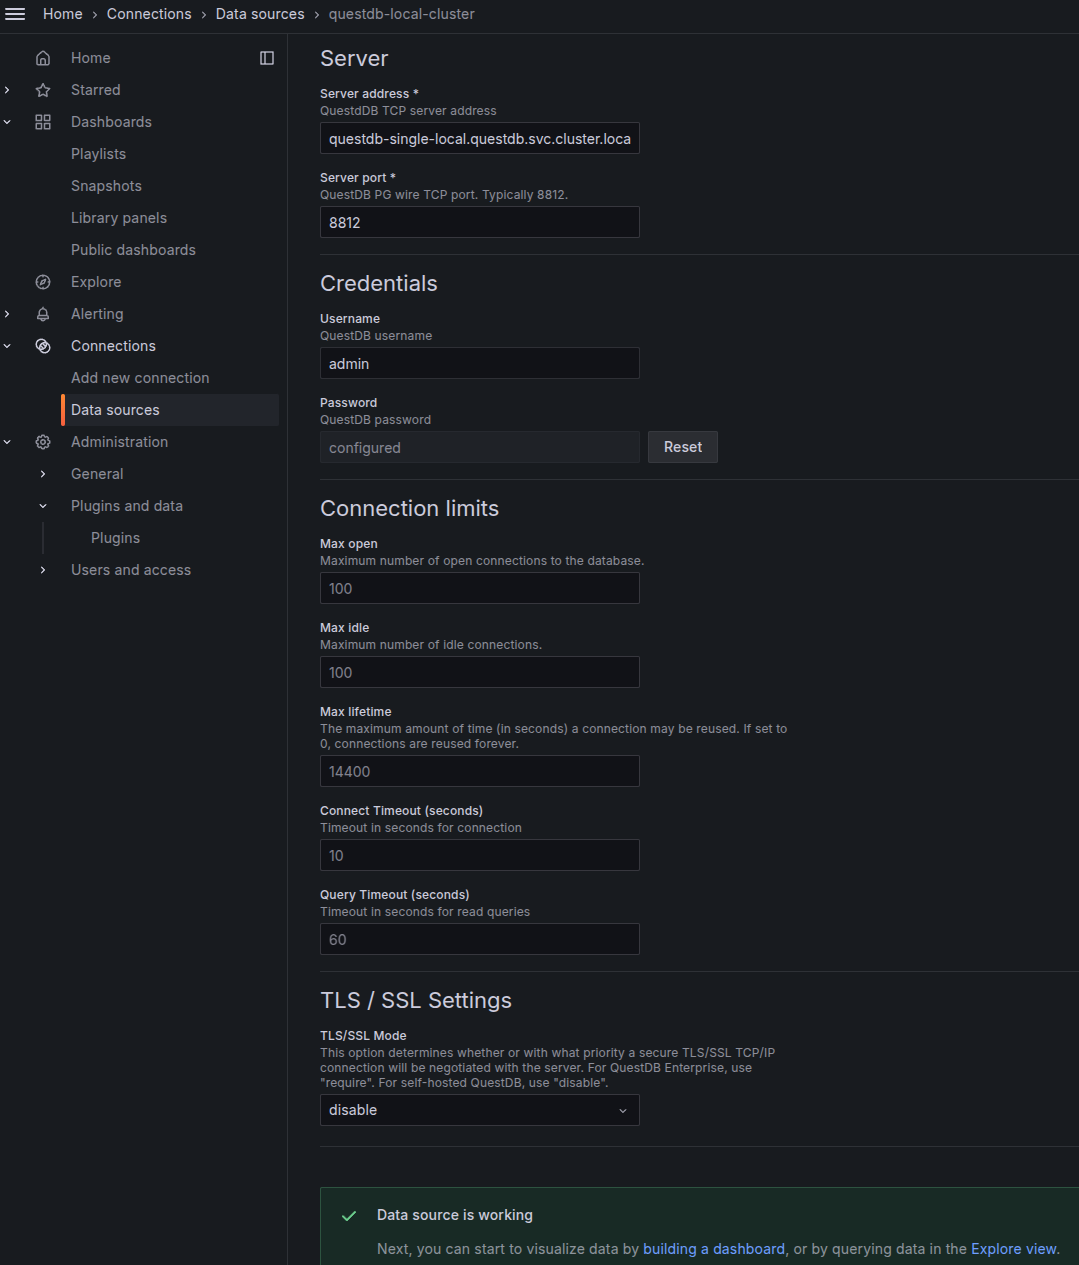 Home > Connections > Data sources > questdb-local-cluster
Home
Starred
Dashboards
Playlists
Snapshots
Library panels
Public dashboards
Explore
Alerting
Connections
Add new connection
Data sources
Administration
General
Plugins and data
Plugins
Users and access
Server
Server address *
QuestdDB TCP server address
questdb-single-local.questdb.svc.cluster.loca
Server port *
QuestDB PG wire TCP port. Typically 8812.
8812
Credentials
Username
QuestDB username
admin
Password
QuestDB password
configured
Reset
Connection limits
Max open
Maximum number of open connections to the database.
100
Max idle
Maximum number of idle connections.
100
Max lifetime
The maximum amount of time (in seconds) a connection may be reused. If set to
0, connections are reused forever.
14400
Connect Timeout (seconds)
Timeout in seconds for connection
10
Query Timeout (seconds)
Timeout in seconds for read queries
60
TLS / SSL Settings
TLS/SSL Mode
This option determines whether or with what priority a secure TLS/SSL TCP/IP
connection will be negotiated with the server. For QuestDB Enterprise, use
"require". For self-hosted QuestDB, use "disable".
disable
Data source is working
Next, you can start to visualize data by building a dashboard, or by querying data in the Explore view.